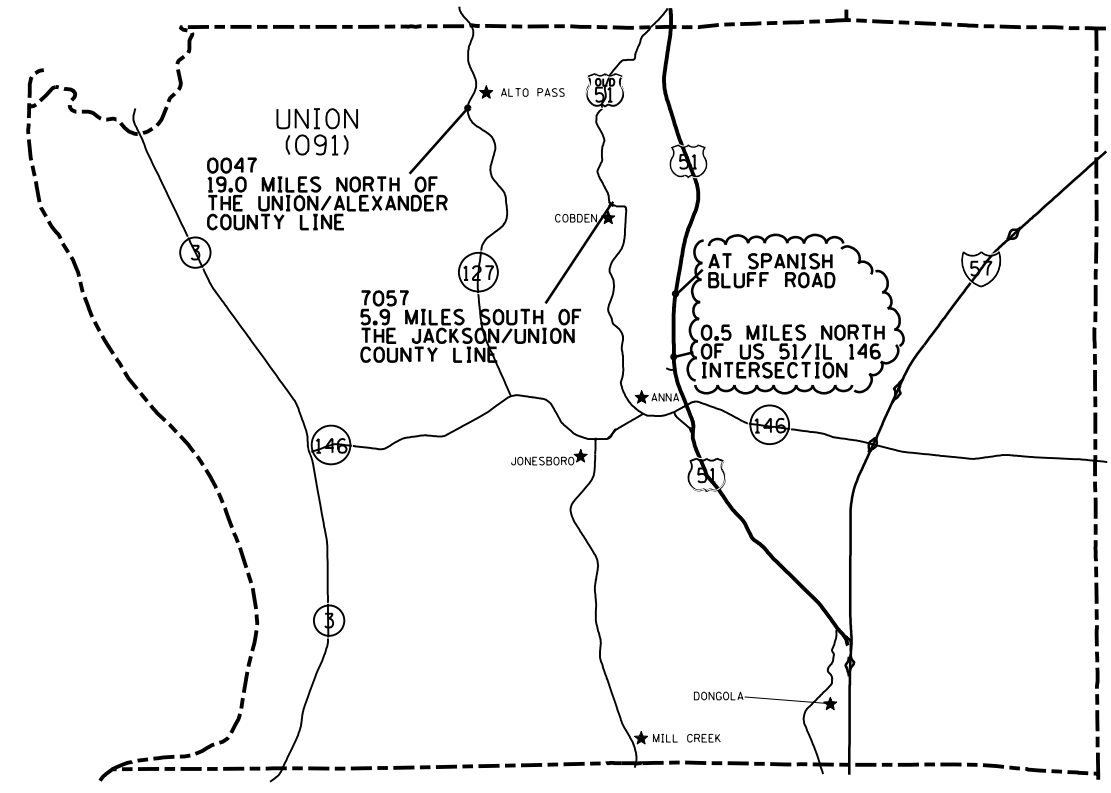 ALTO PASS
OLD
51
UNION
(091)
0047
19.0 MILES NORTH OF
THE UNION/ALEXANDER
COUNTY LINE
51
COBDEN
3
127
57
AT SPANISH
BLUFF ROAD
7057
5.9 MILES SOUTH OF
THE JACKSON/UNION
COUNTY LINE
0.5 MILES NORTH
OF US 51/IL 146
INTERSECTION
ANNA
146
146
JONESBORO
51
3
DONGOLA
MILL CREEK